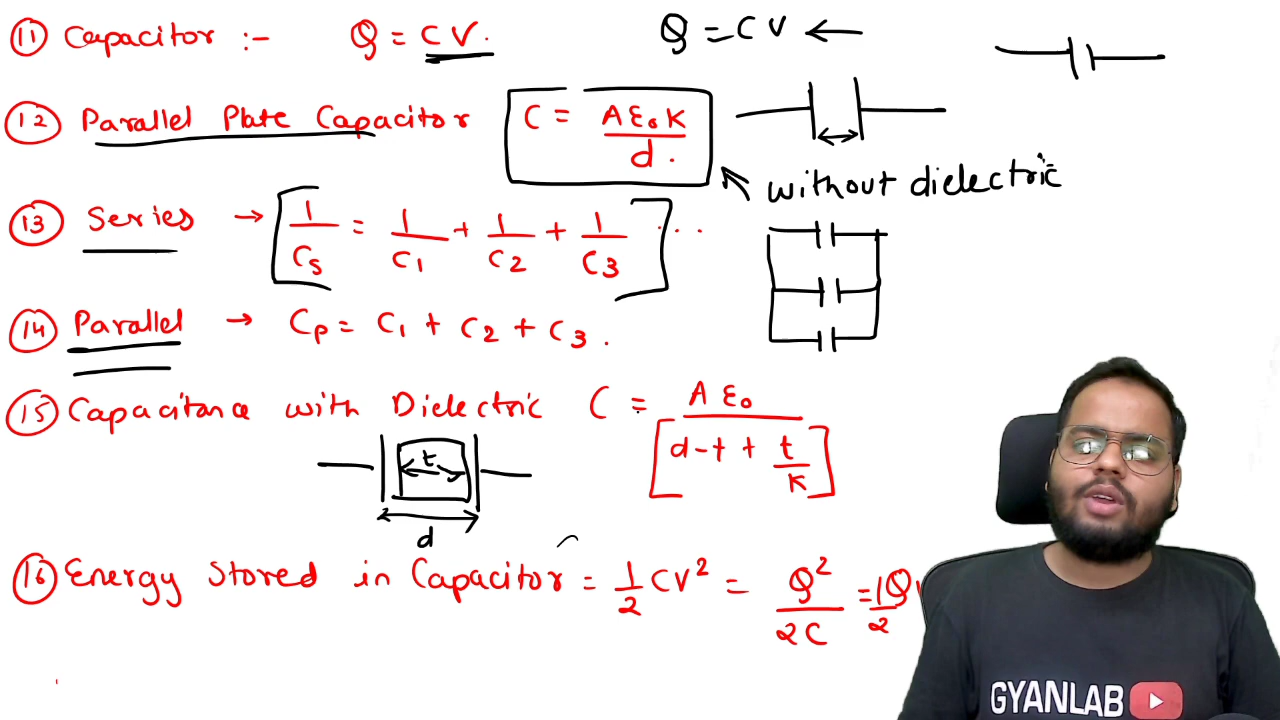 11 Capacitor :- Q = CV. Q = CV ←
12 Parallel Plate Capacitor C = Aε₀K / d.
without dielectric
13 Series → 1/Cs = 1/C1 + 1/C2 + 1/C3 ...
14 Parallel → Cp = C1 + C2 + C3.
15 Capacitance with Dielectric C = Aε₀ / [d-t + t/K]
t
d
16 Energy Stored in Capacitor = 1/2 CV² = Q²/2C = 1/2 Q
GYANLAB